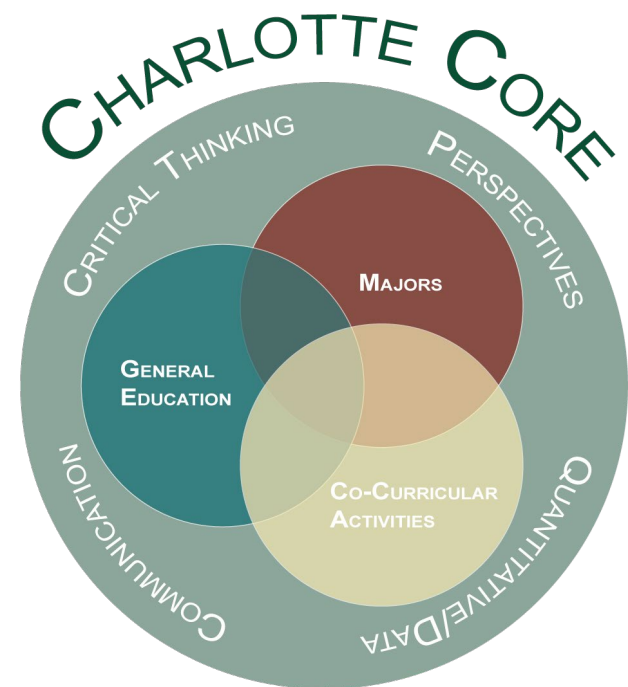 CHARLOTTE CORE
CRITICAL THINKING
PERSPECTIVES
MAJORS
GENERAL
EDUCATION
CO-CURRICULAR
ACTIVITIES
COMMUNICATION
QUANTITATIVE/DATA